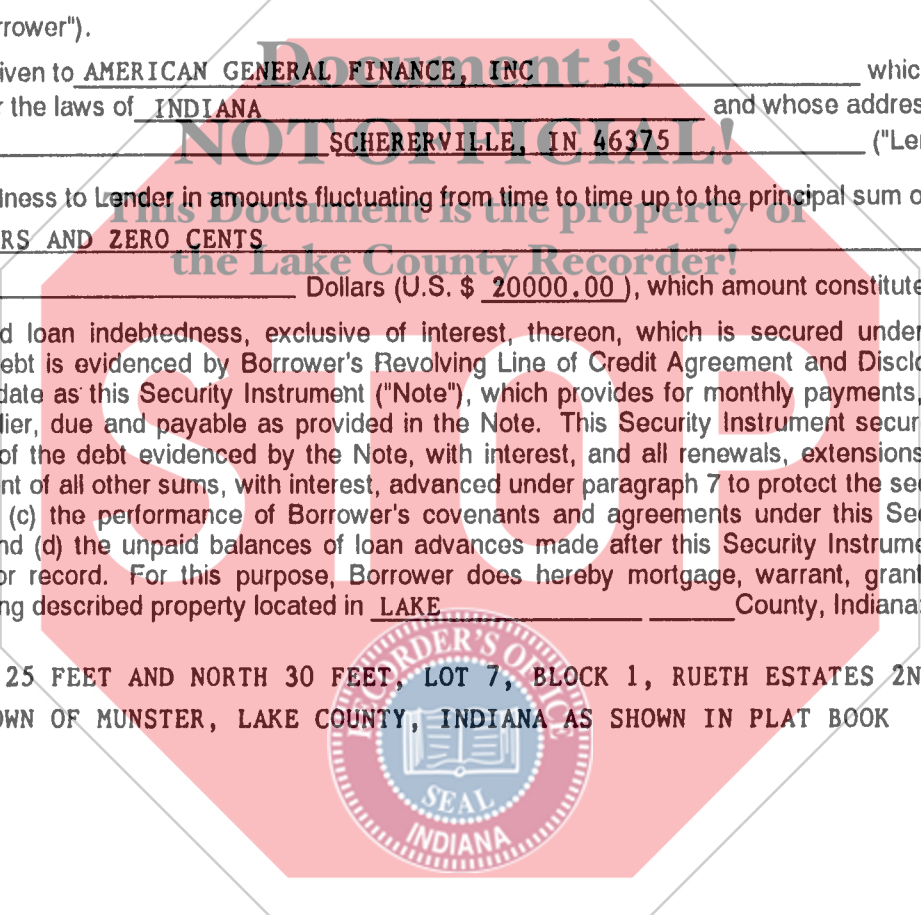 rrower").
Document is
iven to AMERICAN GENERAL FINANCE, INC whic
r the laws of INDIANA and whose addres
NOT OFFICIAL!
SCHERERVILLE, IN 46375 ("Le
dness to Lender in amounts fluctuating from time to time up to the principal sum o
This Document is the property of
RS AND ZERO CENTS
the Lake County Recorder!
Dollars (U.S. $ 20000.00 ), which amount constitute
d loan indebtedness, exclusive of interest, thereon, which is secured under
ebt is evidenced by Borrower's Revolving Line of Credit Agreement and Disclo
date as this Security Instrument ("Note"), which provides for monthly payments,
lier, due and payable as provided in the Note. This Security Instrument secur
of the debt evidenced by the Note, with interest, and all renewals, extensions
nt of all other sums, with interest, advanced under paragraph 7 to protect the se
STOP
(c) the performance of Borrower's covenants and agreements under this Se
nd (d) the unpaid balances of loan advances made after this Security Instrume
or record. For this purpose, Borrower does hereby mortgage, warrant, grant
ng described property located in LAKE County, Indiana:
25 FEET AND NORTH 30 FEET, LOT 7, BLOCK 1, RUETH ESTATES 2N
OWN OF MUNSTER, LAKE COUNTY, INDIANA AS SHOWN IN PLAT BOOK
RECORDER'S OFFICE
SEAL
INDIANA